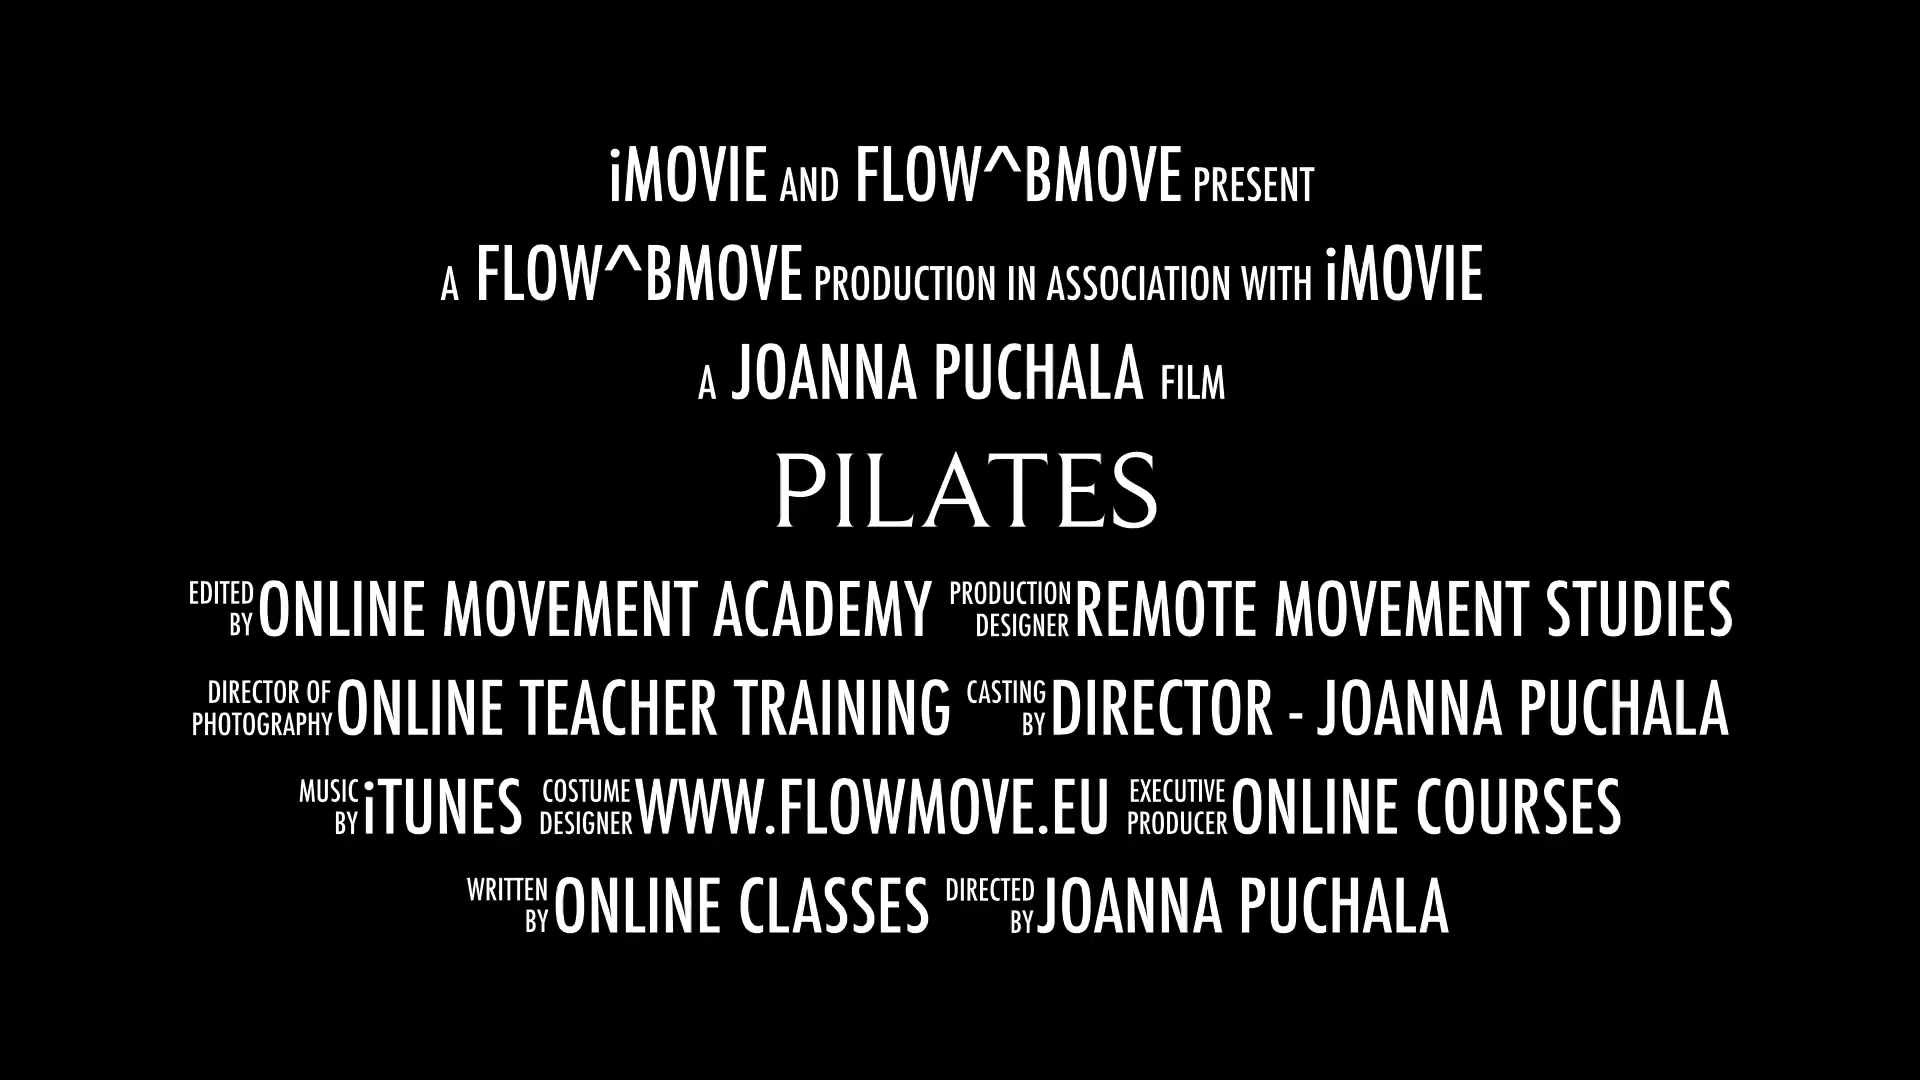 iMOVIE AND FLOW^BMOVE PRESENT
A FLOW^BMOVE PRODUCTION IN ASSOCIATION WITH iMOVIE
A JOANNA PUCHALA FILM
PILATES
EDITED BY ONLINE MOVEMENT ACADEMY PRODUCTION DESIGNER REMOTE MOVEMENT STUDIES
DIRECTOR OF PHOTOGRAPHY ONLINE TEACHER TRAINING CASTING BY DIRECTOR - JOANNA PUCHALA
MUSIC BY iTUNES COSTUME DESIGNER WWW.FLOWMOVE.EU EXECUTIVE PRODUCER ONLINE COURSES
WRITTEN BY ONLINE CLASSES DIRECTED BY JOANNA PUCHALA